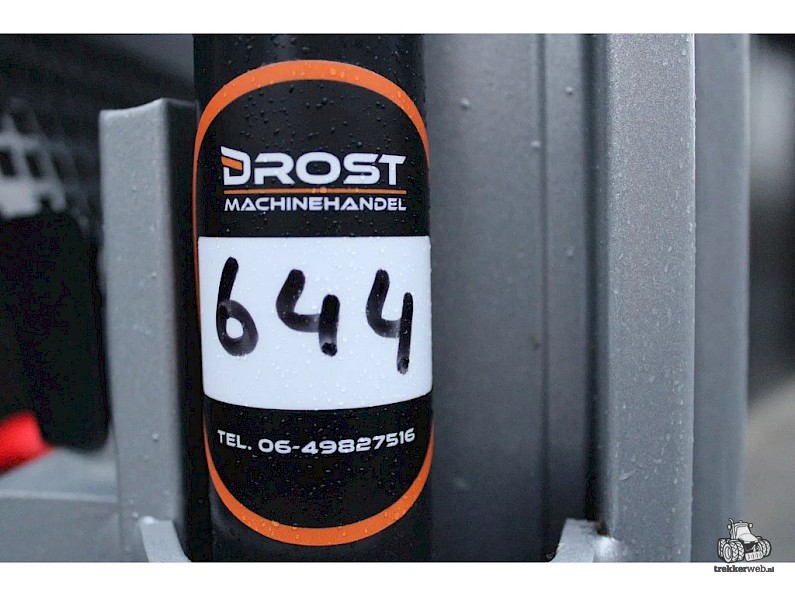 DROST
MACHINEHANDEL
644
TEL. 06-49827516
trekkerweb.nl